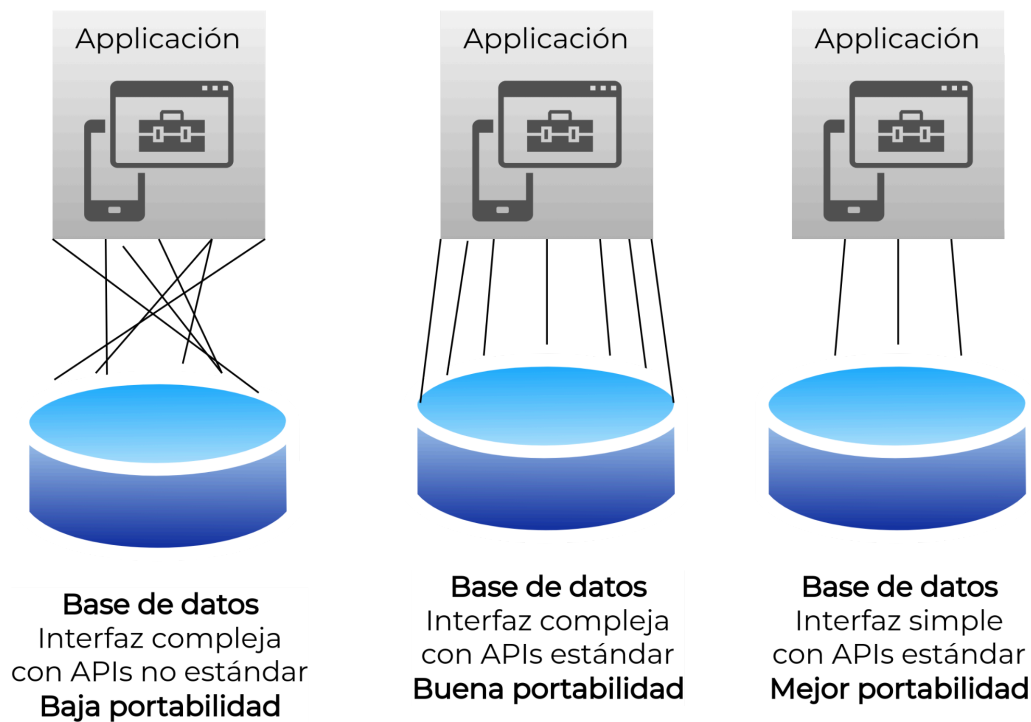 Applicación
Applicación
Applicación
Base de datos
Interfaz compleja
con APIs no estándar
Baja portabilidad
Base de datos
Interfaz compleja
con APIs estándar
Buena portabilidad
Base de datos
Interfaz simple
con APIs estándar
Mejor portabilidad